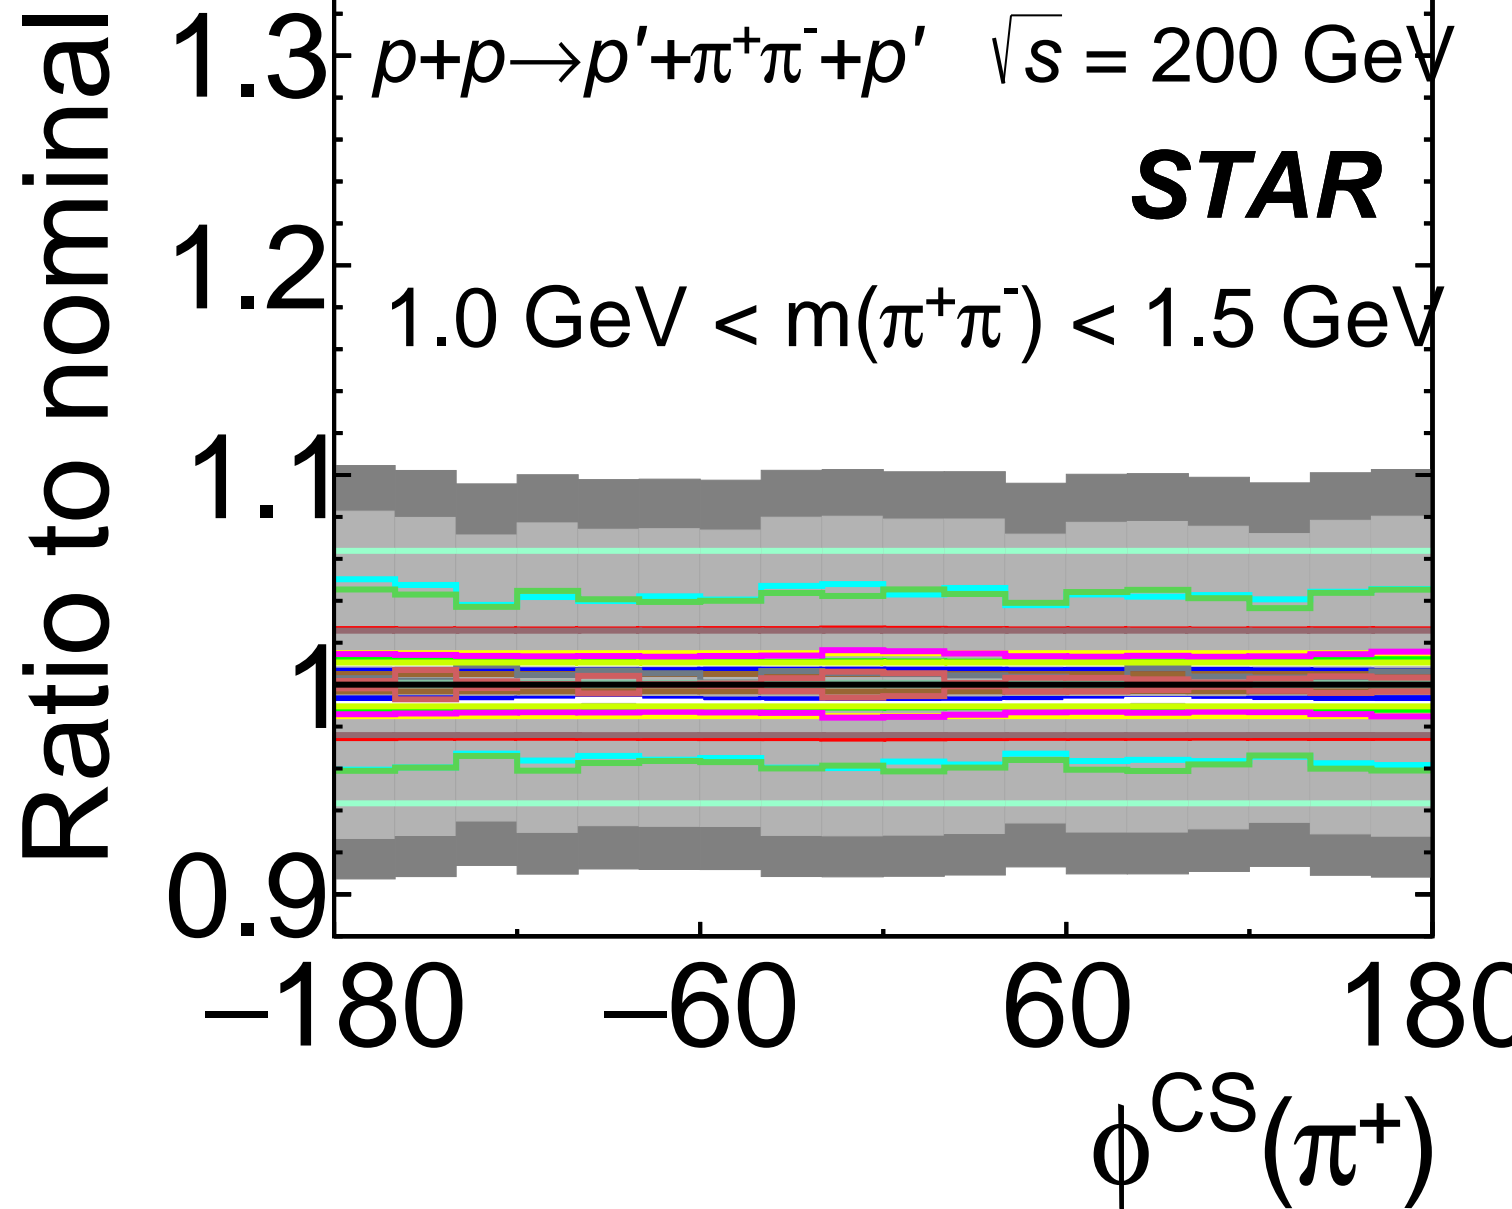 Ratio to nominal
1.3
p+p→p′+π⁺π⁻+p′ √s = 200 GeV
STAR
1.2
1.0 GeV < m(π⁺π⁻) < 1.5 GeV
1.1
1
0.9
−180 −60 60 180
ϕ^CS(π⁺)